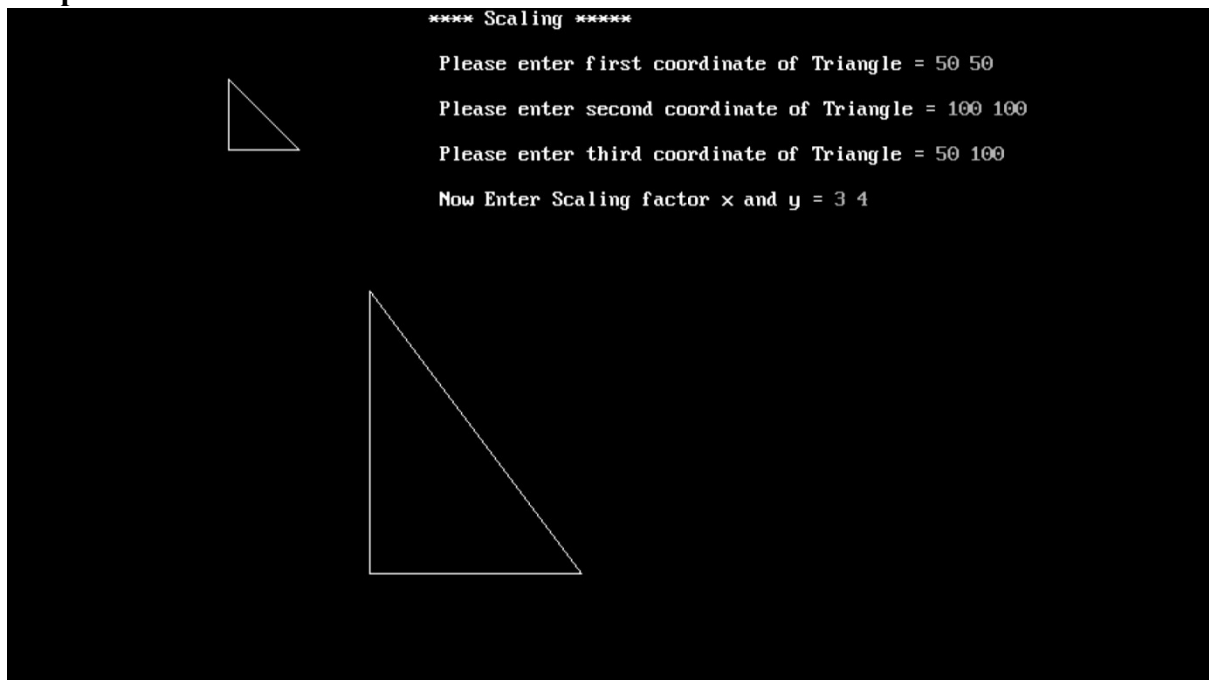 **** Scaling *****
Please enter first coordinate of Triangle = 50 50
Please enter second coordinate of Triangle = 100 100
Please enter third coordinate of Triangle = 50 100
Now Enter Scaling factor x and y = 3 4